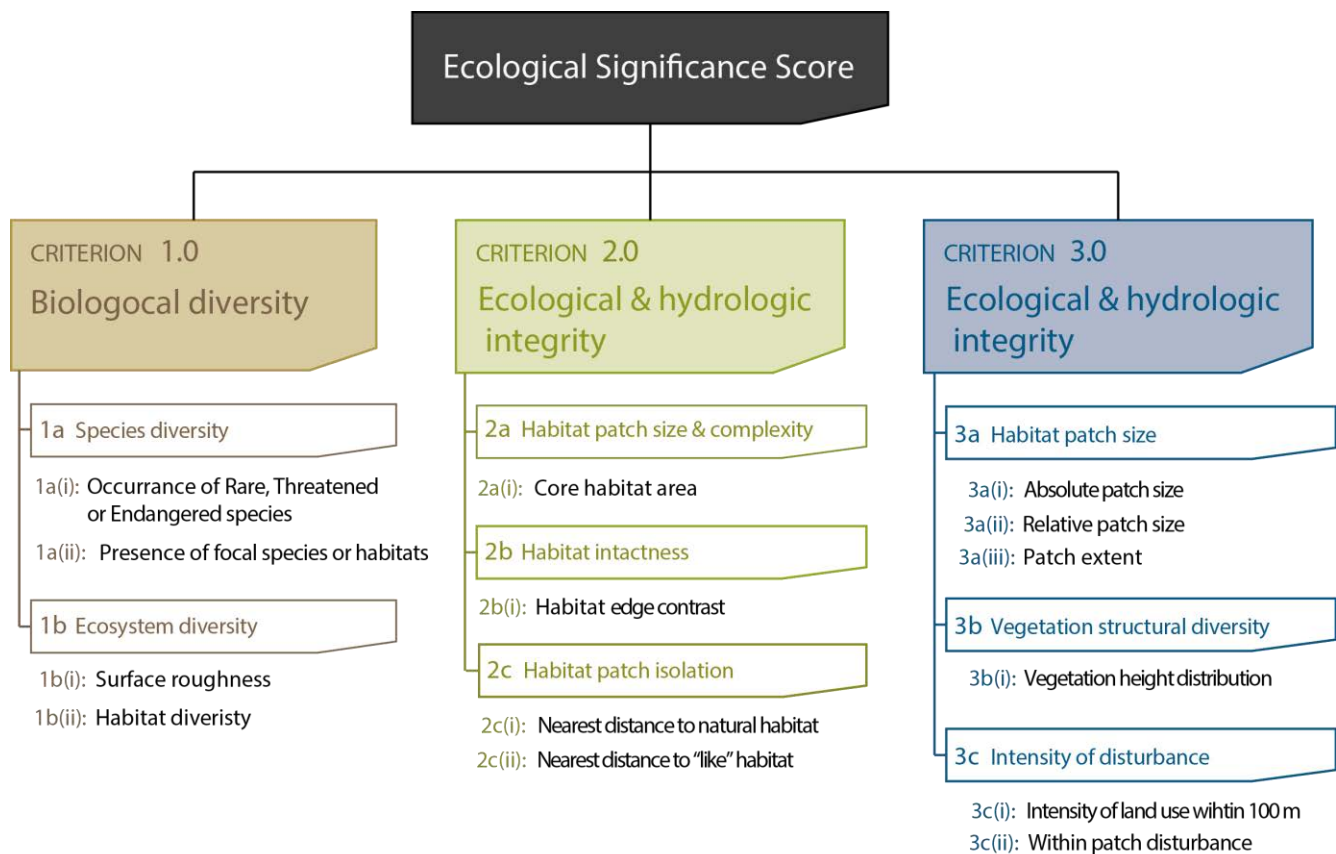 Ecological Significance Score
CRITERION 1.0
Biologocal diversity
1a Species diversity
1a(i): Occurrance of Rare, Threatened
or Endangered species
1a(ii): Presence of focal species or habitats
1b Ecosystem diversity
1b(i): Surface roughness
1b(ii): Habitat diveristy
CRITERION 2.0
Ecological & hydrologic
integrity
2a Habitat patch size & complexity
2a(i): Core habitat area
2b Habitat intactness
2b(i): Habitat edge contrast
2c Habitat patch isolation
2c(i): Nearest distance to natural habitat
2c(ii): Nearest distance to “like” habitat
CRITERION 3.0
Ecological & hydrologic
integrity
3a Habitat patch size
3a(i): Absolute patch size
3a(ii): Relative patch size
3a(iii): Patch extent
3b Vegetation structural diversity
3b(i): Vegetation height distribution
3c Intensity of disturbance
3c(i): Intensity of land use wihtin 100 m
3c(ii): Within patch disturbance